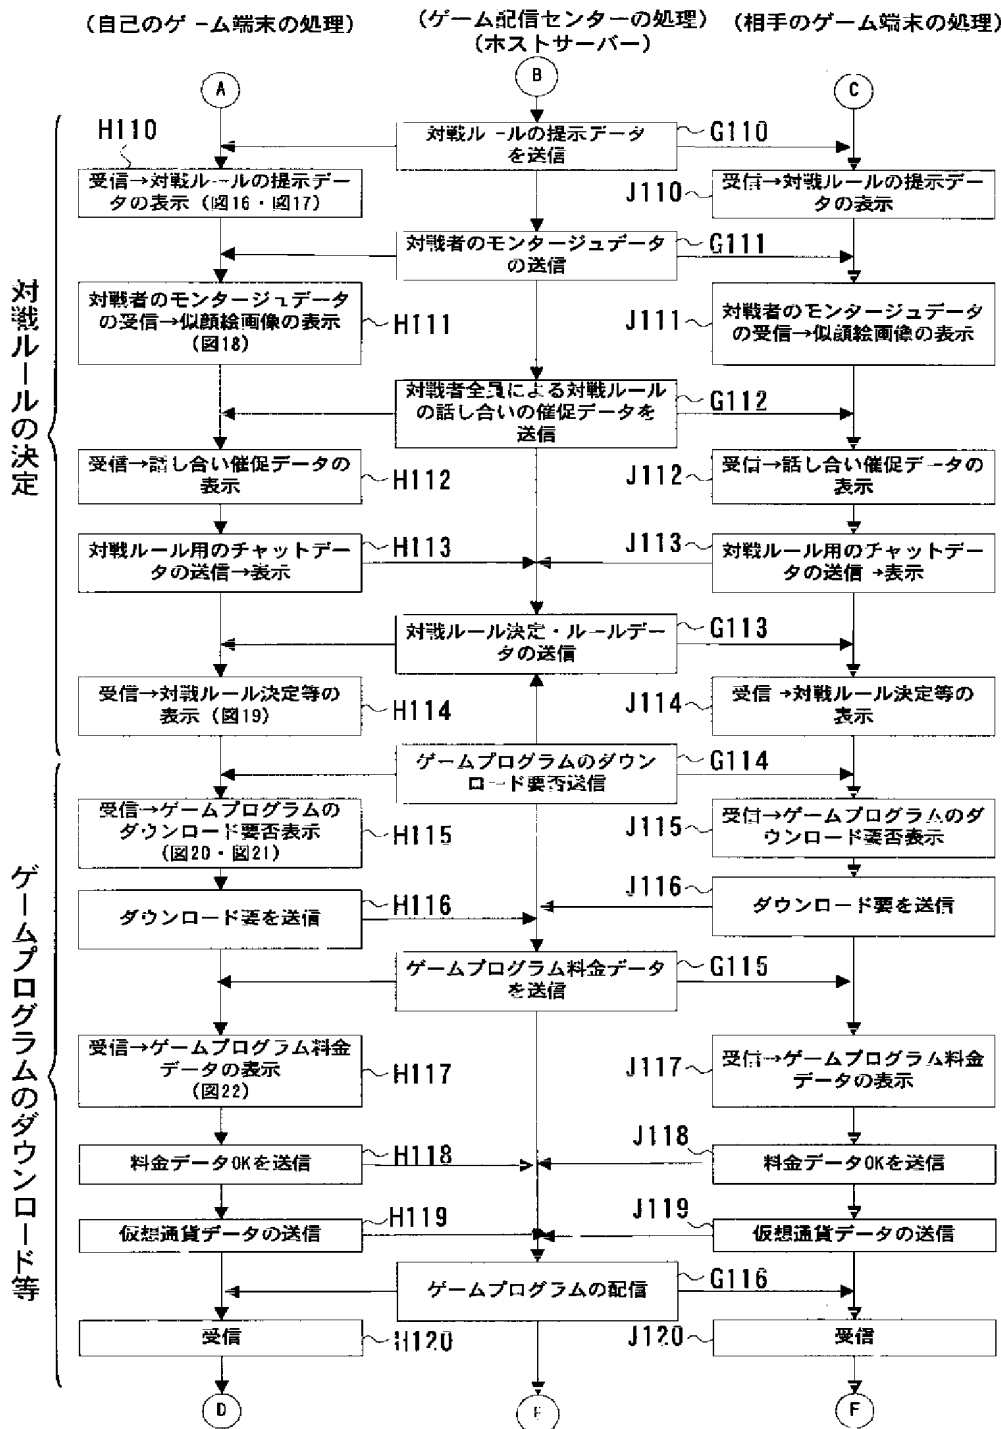 (自己のゲーム端末の処理)
(ゲーム配信センターの処理)
(ホストサーバー)
(相手のゲーム端末の処理)
A
B
C
対戦ルールの決定
対戦ルールの提示データ
を送信
G110
H110
受信→対戦ルールの提示デー
タの表示(図16・図17)
J110
受信→対戦ルールの提示デー
タの表示
対戦者のモンタージュデータ
の送信
G111
対戦者のモンタージュデータ
の受信→似顔絵画像の表示
(図18)
H111
J111
対戦者のモンタージュデータ
の受信→似顔絵画像の表示
対戦者全員による対戦ルール
の話し合いの催促データを
送信
G112
受信→話し合い催促データの
表示
H112
J112
受信→話し合い催促データの
表示
対戦ルール用のチャットデー
タの送信→表示
H113
J113
対戦ルール用のチャットデー
タの送信→表示
対戦ルール決定・ルールデー
タの送信
G113
受信→対戦ルール決定等の
表示(図19)
H114
J114
受信→対戦ルール決定等の
表示
ゲームプログラムのダウンロード等
ゲームプログラムのダウン
ロード要否送信
G114
受信→ゲームプログラムの
ダウンロード要否表示
(図20・図21)
H115
J115
受信→ゲームプログラムのダ
ウンロード要否表示
ダウンロード要を送信
H116
J116
ダウンロード要を送信
ゲームプログラム料金データ
を送信
G115
受信→ゲームプログラム料金
データの表示
(図22)
H117
J117
受信→ゲームプログラム料金
データの表示
料金データOKを送信
H118
J118
料金データOKを送信
仮想通貨データの送信
H119
J119
仮想通貨データの送信
ゲームプログラムの配信
G116
受信
H120
J120
受信
D
E
F